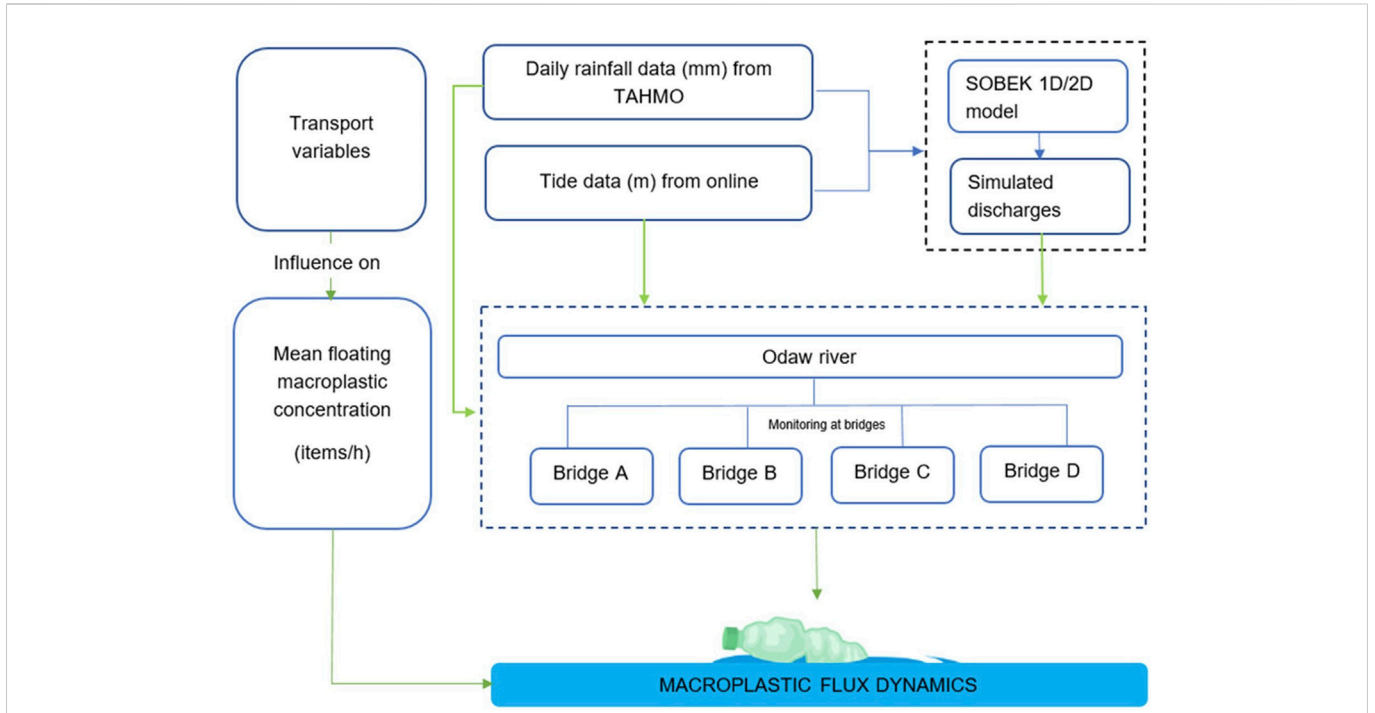 Transport
variables
Influence on
Mean floating
macroplastic
concentration
(items/h)
Daily rainfall data (mm) from
TAHMO
Tide data (m) from online
SOBEK 1D/2D
model
Simulated
discharges
Odaw river
Monitoring at bridges
Bridge A
Bridge B
Bridge C
Bridge D
MACROPLASTIC FLUX DYNAMICS